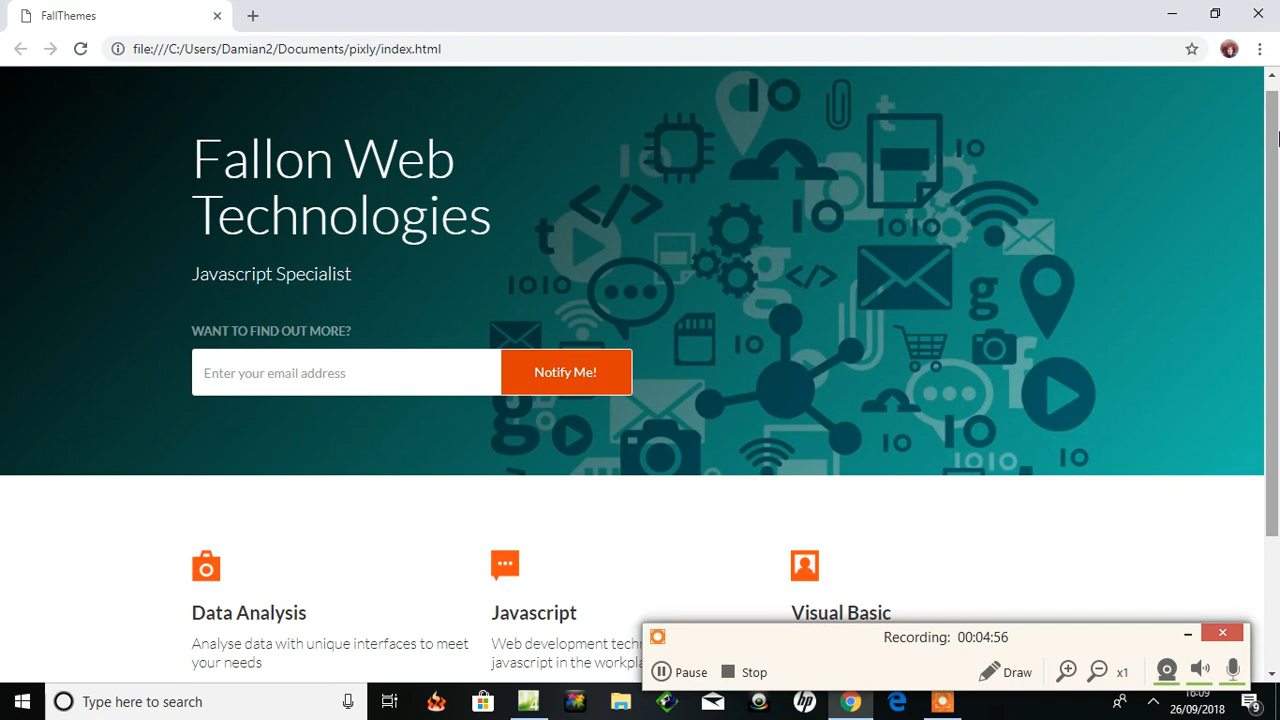 FallThemes
file:///C:/Users/Damian2/Documents/pixly/index.html
Fallon Web
Technologies
Javascript Specialist
WANT TO FIND OUT MORE?
Enter your email address
Notify Me!
Data Analysis
Analyse data with unique interfaces to meet
your needs
Javascript
Web development
javascript in the
Visual Basic
Recording: 00:04:56
Pause
Stop
Draw
x1
Type here to search
16:09
26/09/2018
9